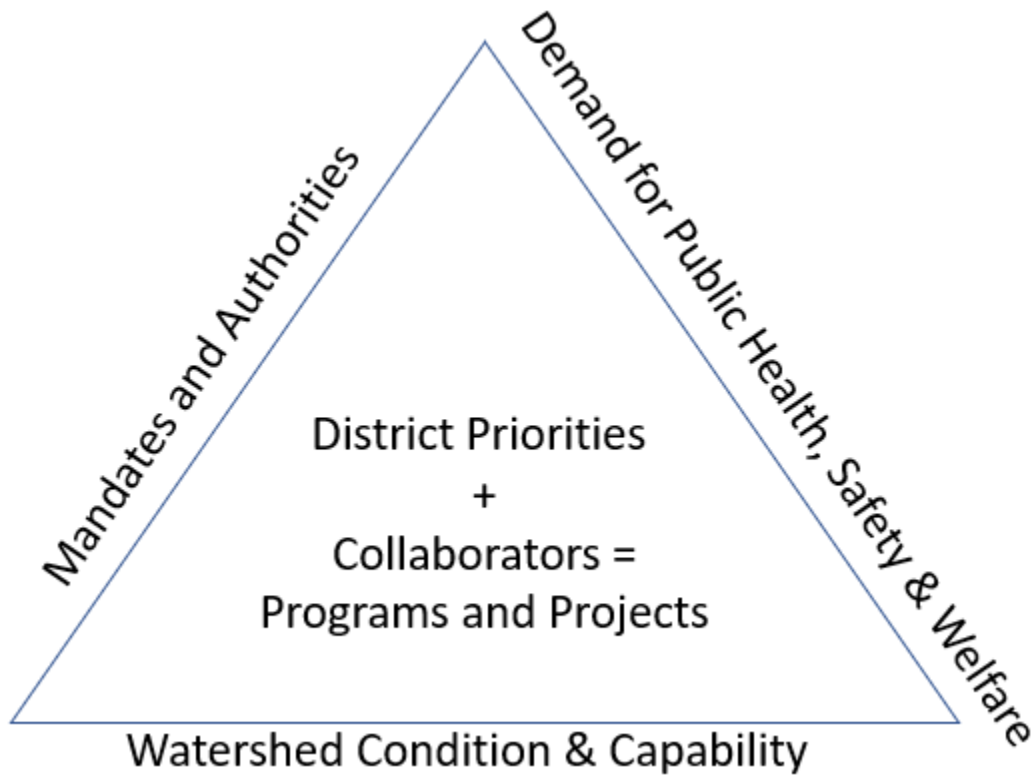 Mandates and Authorities
Demand for Public Health, Safety & Welfare
District Priorities
+
Collaborators =
Programs and Projects
Watershed Condition & Capability